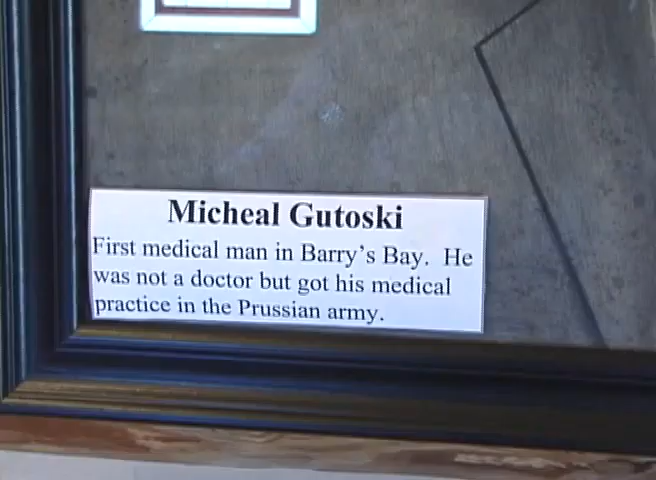 Micheal Gutoski
First medical man in Barry's Bay. He
was not a doctor but got his medical
practice in the Prussian army.